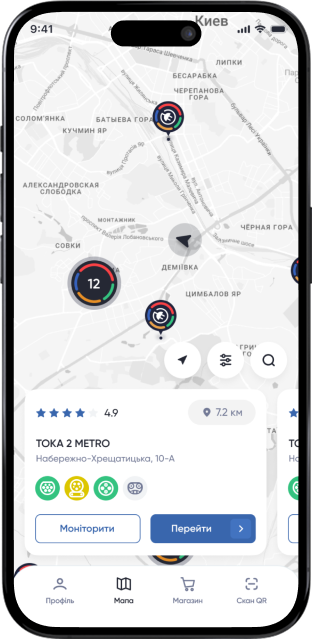 9:41
Киев
ЛИПКИ
БЕСАРАБКА
ЧЕРЕПАНОВА
ГОРА
СОЛОМ'ЯНКА
БАТЫЕВА ГОРА
КУЧМИН ЯР
АЛЕКСАНДРОВСКАЯ
СЛОБОДКА
МОНТАЖНИК
ЧЁРНАЯ ГОРА
СОВКИ
ДЕМІЇВКА
12
ЦИМБАЛОВ ЯР
4.9
7.2 км
TOKA 2 METRO
TO
Набережно-Хрещатицька, 10-А
На
Моніторити
Перейти
Профіль
Мапа
Магазин
Скан QR